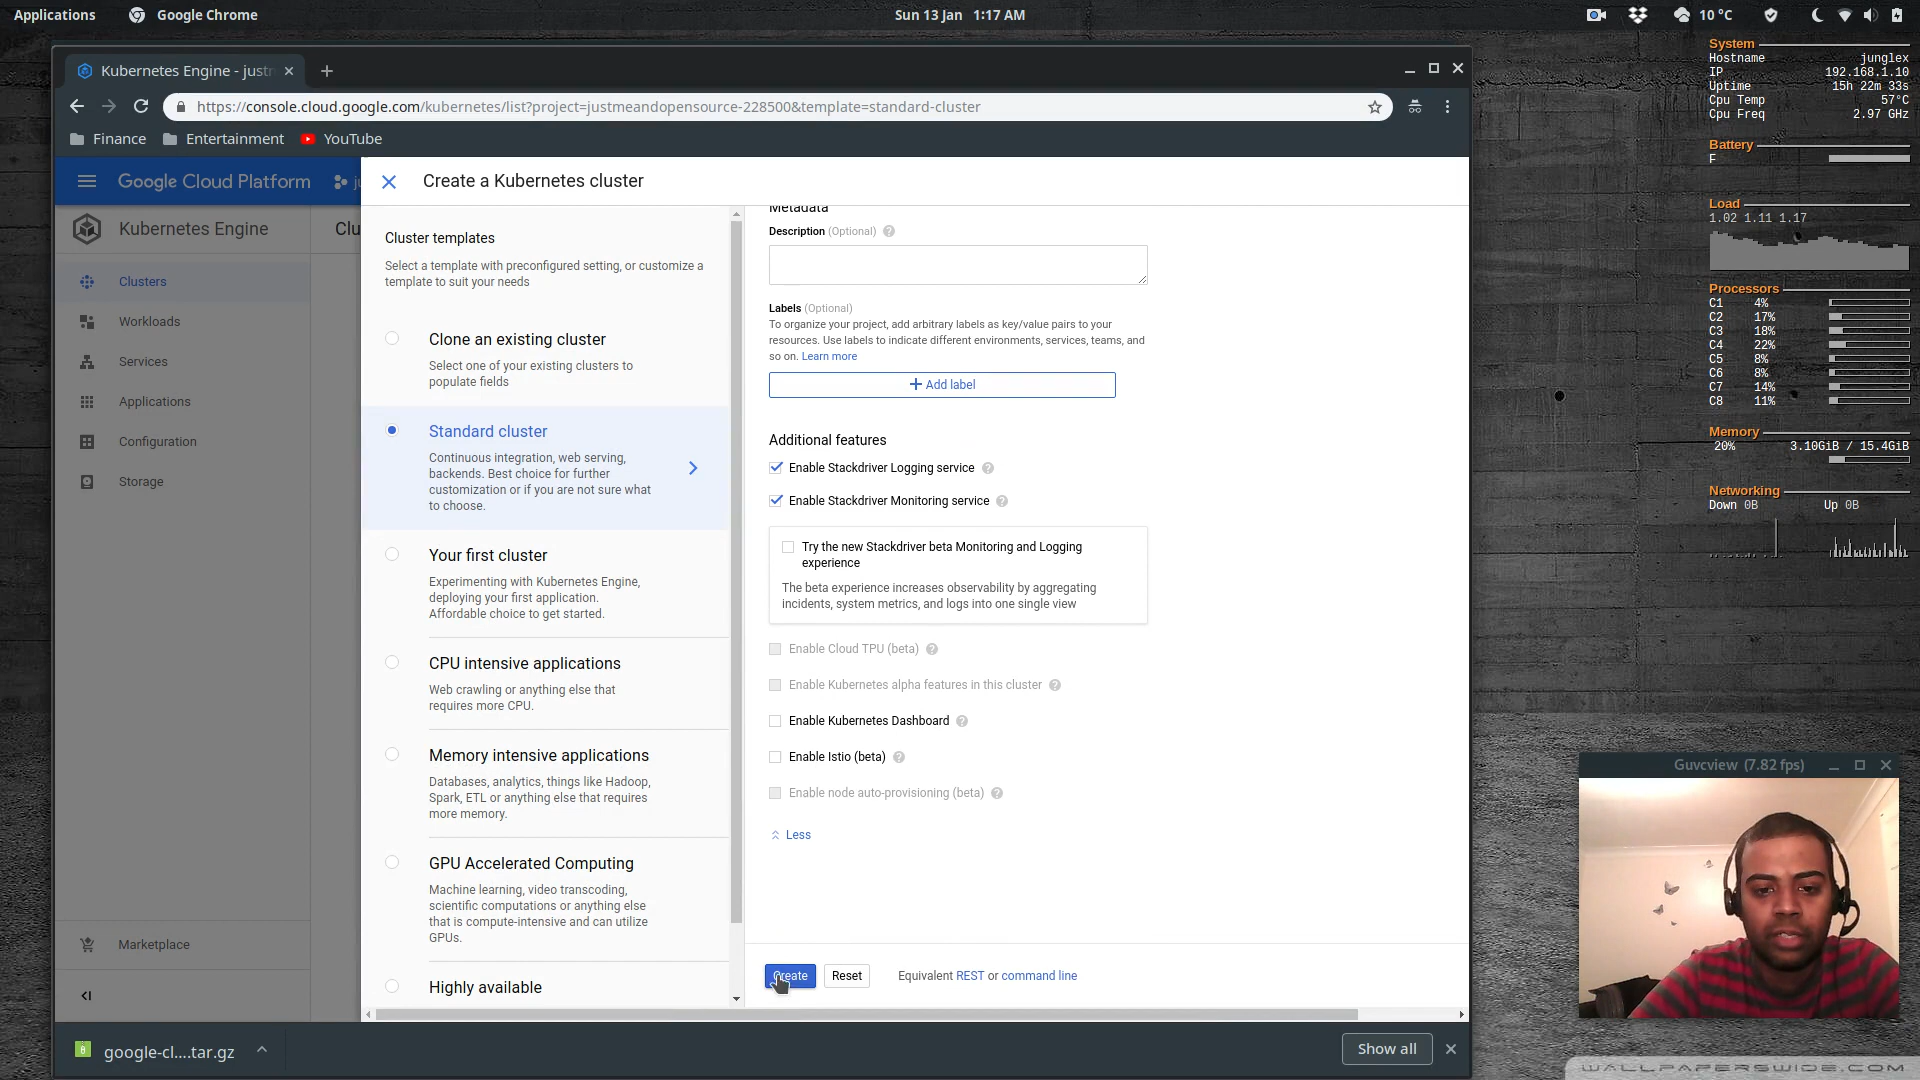 Applications
Google Chrome
Sun 13 Jan 1:17 AM
10 °C
Kubernetes Engine - justm
https://console.cloud.google.com/kubernetes/list?project=justmeandopensource-228500&template=standard-cluster
Finance
Entertainment
YouTube
Google Cloud Platform
Create a Kubernetes cluster
Kubernetes Engine
Clu
Clusters
Workloads
Services
Applications
Configuration
Storage
Marketplace
Cluster templates
Select a template with preconfigured setting, or customize a
template to suit your needs
Clone an existing cluster
Select one of your existing clusters to
populate fields
Standard cluster
Continuous integration, web serving,
backends. Best choice for further
customization or if you are not sure what
to choose.
Your first cluster
Experimenting with Kubernetes Engine,
deploying your first application.
Affordable choice to get started.
CPU intensive applications
Web crawling or anything else that
requires more CPU.
Memory intensive applications
Databases, analytics, things like Hadoop,
Spark, ETL or anything else that requires
more memory.
GPU Accelerated Computing
Machine learning, video transcoding,
scientific computations or anything else
that is compute-intensive and can utilize
GPUs.
Highly available
Metadata
Description (Optional)
Labels (Optional)
To organize your project, add arbitrary labels as key/value pairs to your
resources. Use labels to indicate different environments, services, teams, and
so on. Learn more
Add label
Additional features
Enable Stackdriver Logging service
Enable Stackdriver Monitoring service
Try the new Stackdriver beta Monitoring and Logging
experience
The beta experience increases observability by aggregating
incidents, system metrics, and logs into one single view
Enable Cloud TPU (beta)
Enable Kubernetes alpha features in this cluster
Enable Kubernetes Dashboard
Enable Istio (beta)
Enable node auto-provisioning (beta)
Less
Create
Reset
Equivalent REST or command line
google-cl....tar.gz
Show all
System
Hostname junglex
IP 192.168.1.10
Uptime 15h 22m 33s
Cpu Temp 57°C
Cpu Freq 2.97 GHz
Battery
F
Load
1.02 1.11 1.17
Processors
C1 4%
C2 17%
C3 18%
C4 22%
C5 8%
C6 8%
C7 14%
C8 11%
Memory
20% 3.10GiB / 15.4GiB
Networking
Down 0B Up 0B
Guvcview (7.82 fps)
WALLPAPERSWIDE.COM